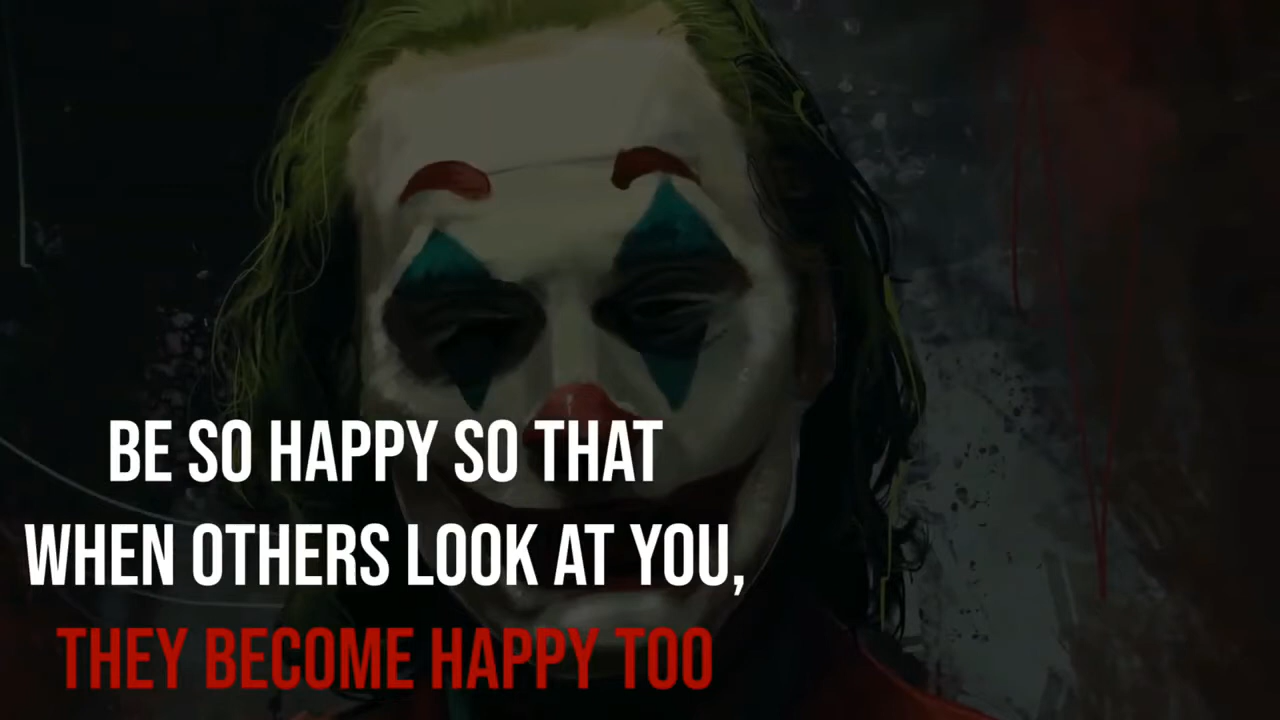 BE SO HAPPY SO THAT
WHEN OTHERS LOOK AT YOU,
THEY BECOME HAPPY TOO